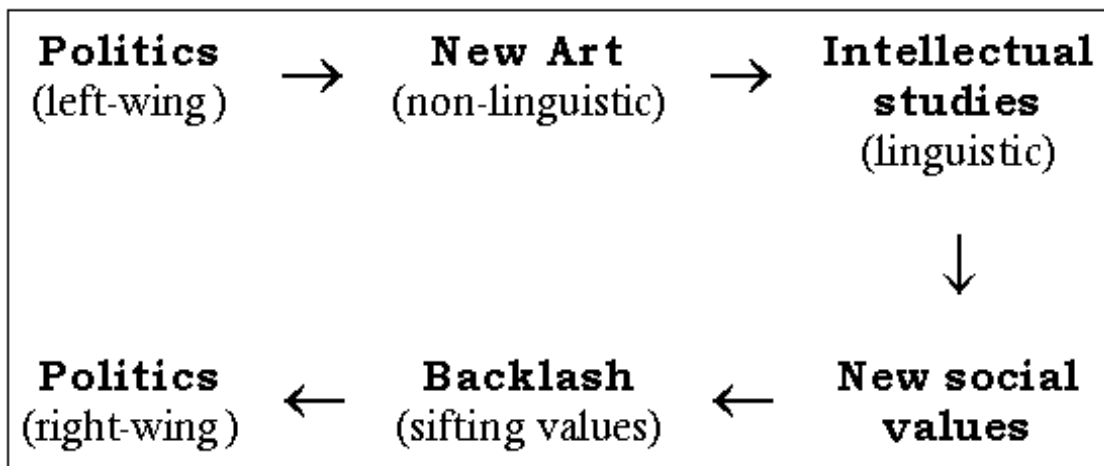 Politics
(left-wing)
New Art
(non-linguistic)
Intellectual
studies
(linguistic)
New social
values
Backlash
(sifting values)
Politics
(right-wing)